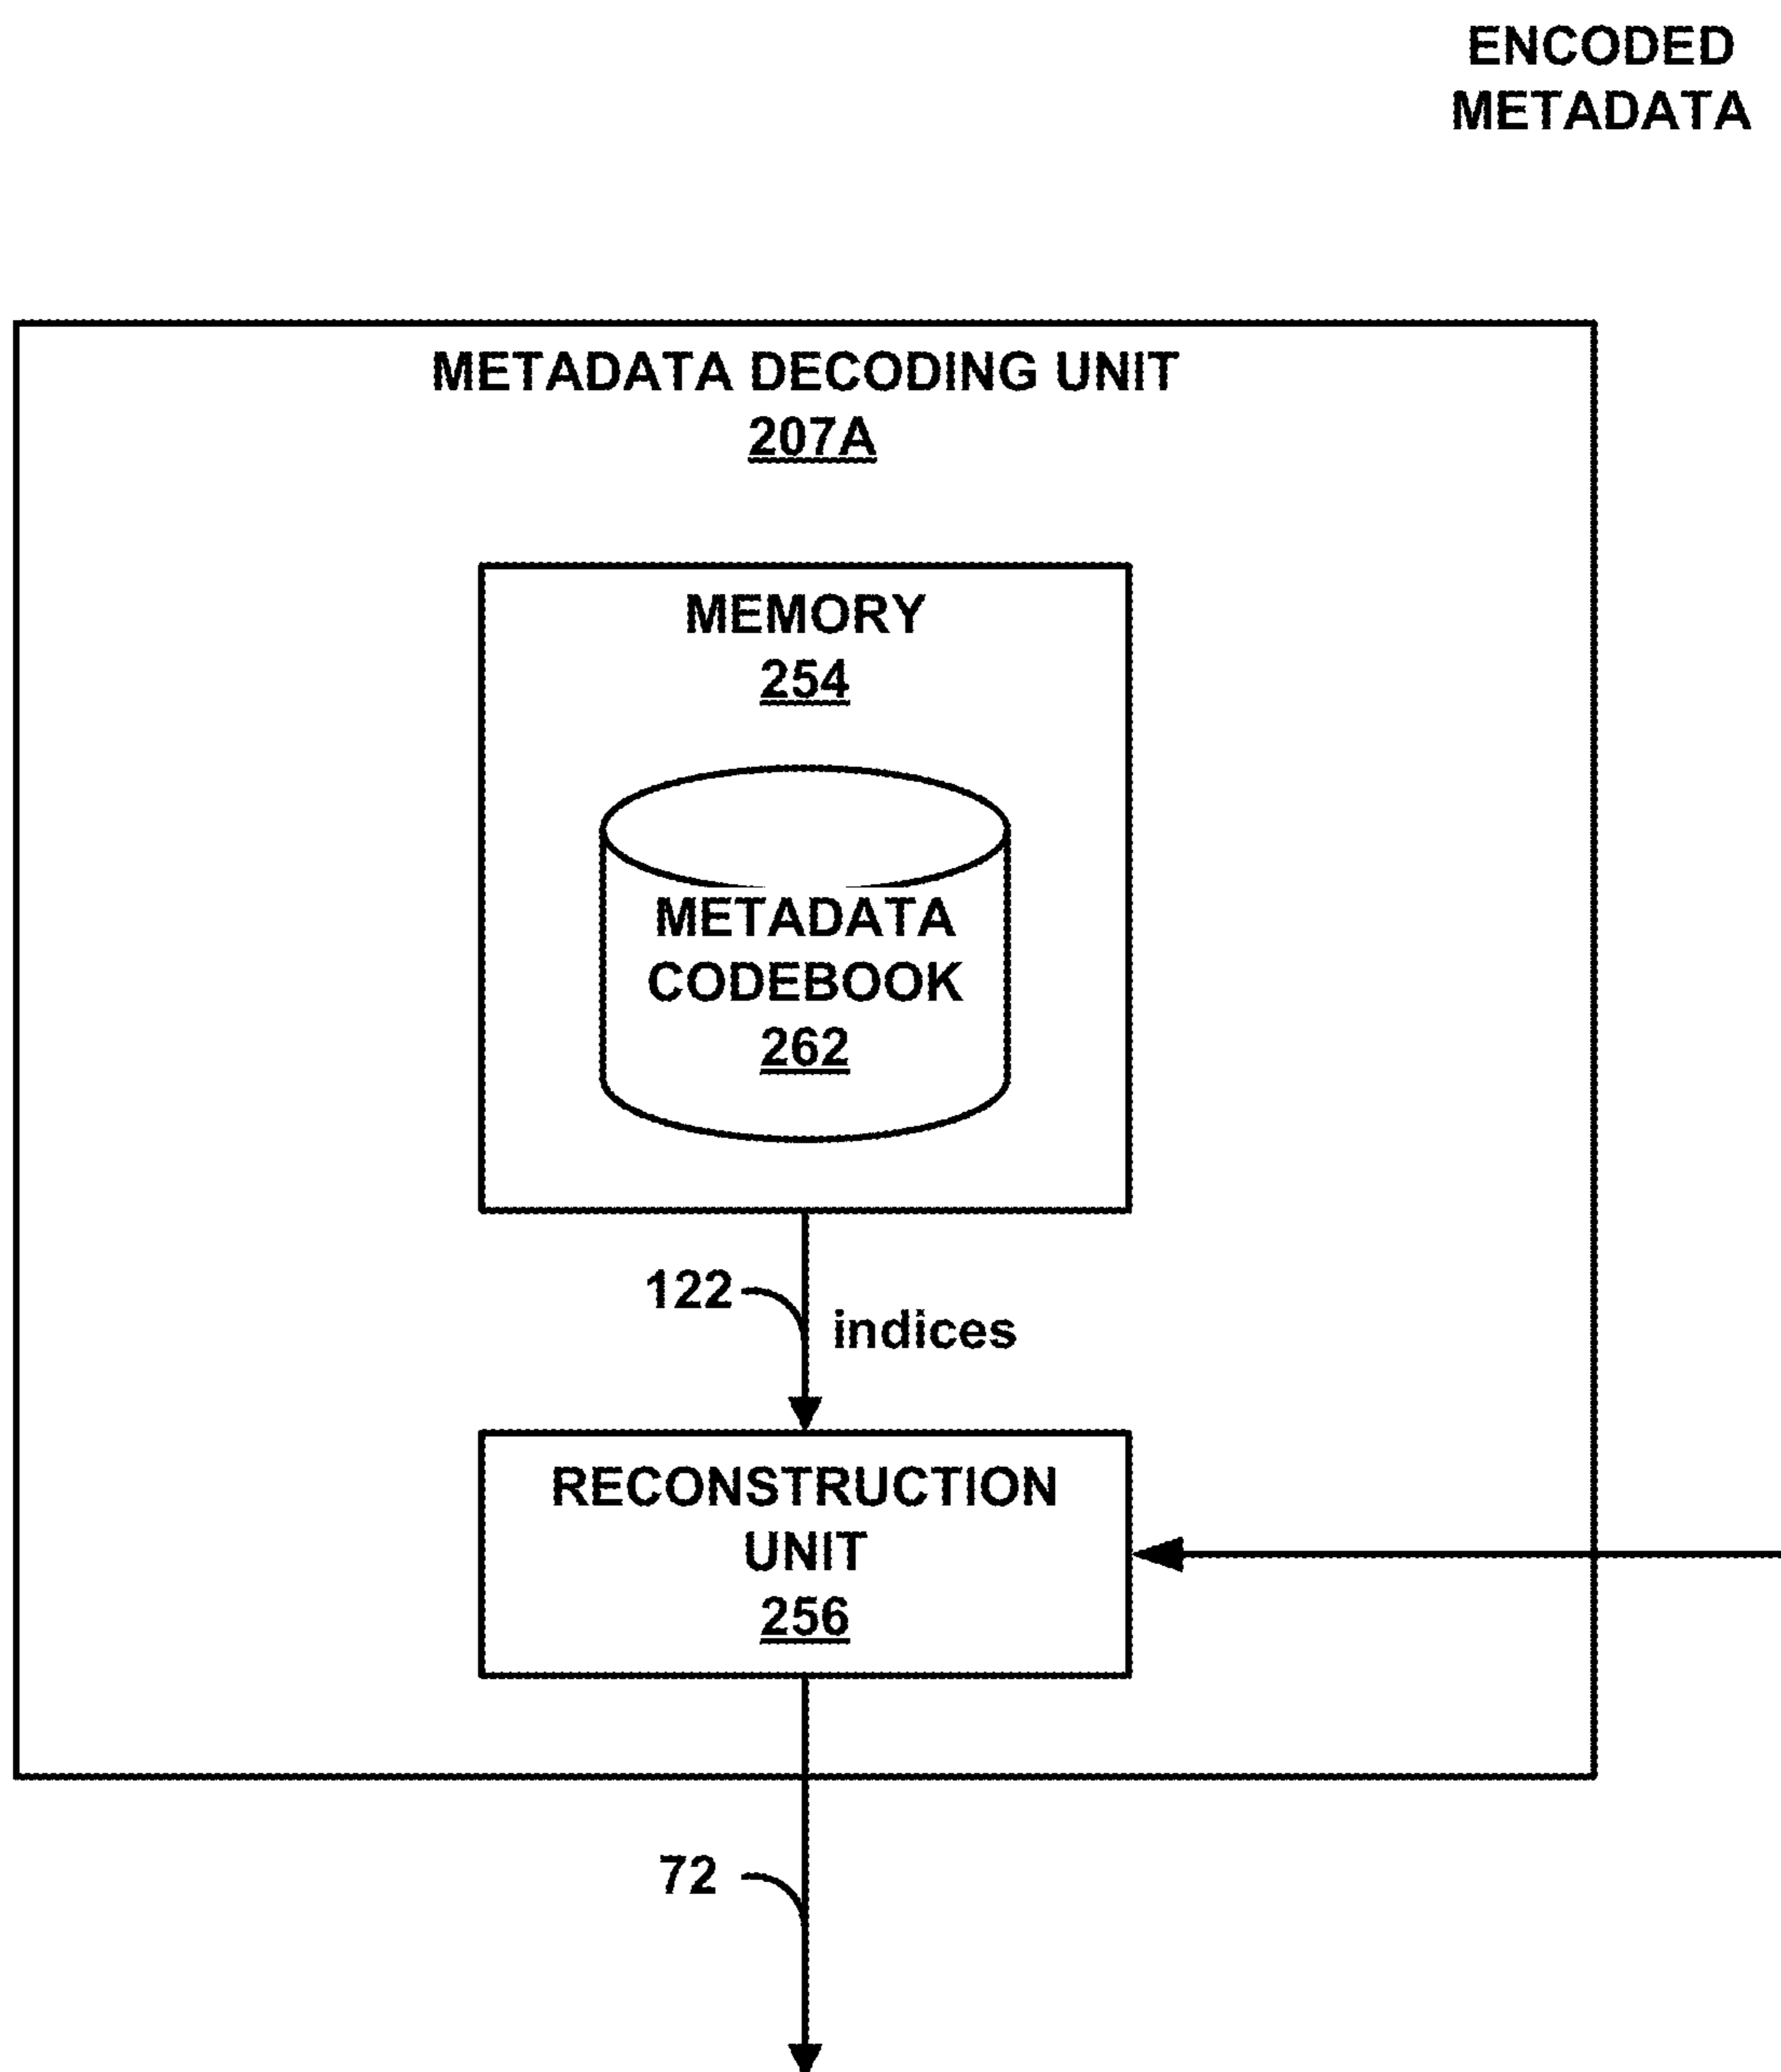 ENCODED
METADATA
METADATA DECODING UNIT
207A
MEMORY
254
METADATA
CODEBOOK
262
122
indices
RECONSTRUCTION
UNIT
256
72